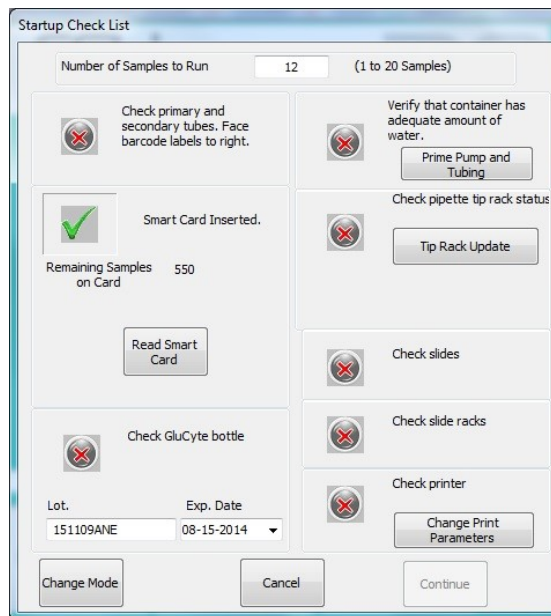 Startup Check List
Number of Samples to Run 12 (1 to 20 Samples)
Check primary and
secondary tubes. Face
barcode labels to right.
Smart Card Inserted.
Remaining Samples
on Card
550
Read Smart
Card
Check GluCyte bottle
Lot.
151109ANE
Exp. Date
08-15-2014
Verify that container has
adequate amount of
water.
Prime Pump and
Tubing
Check pipette tip rack status
Tip Rack Update
Check slides
Check slide racks
Check printer
Change Print
Parameters
Change Mode
Cancel
Continue